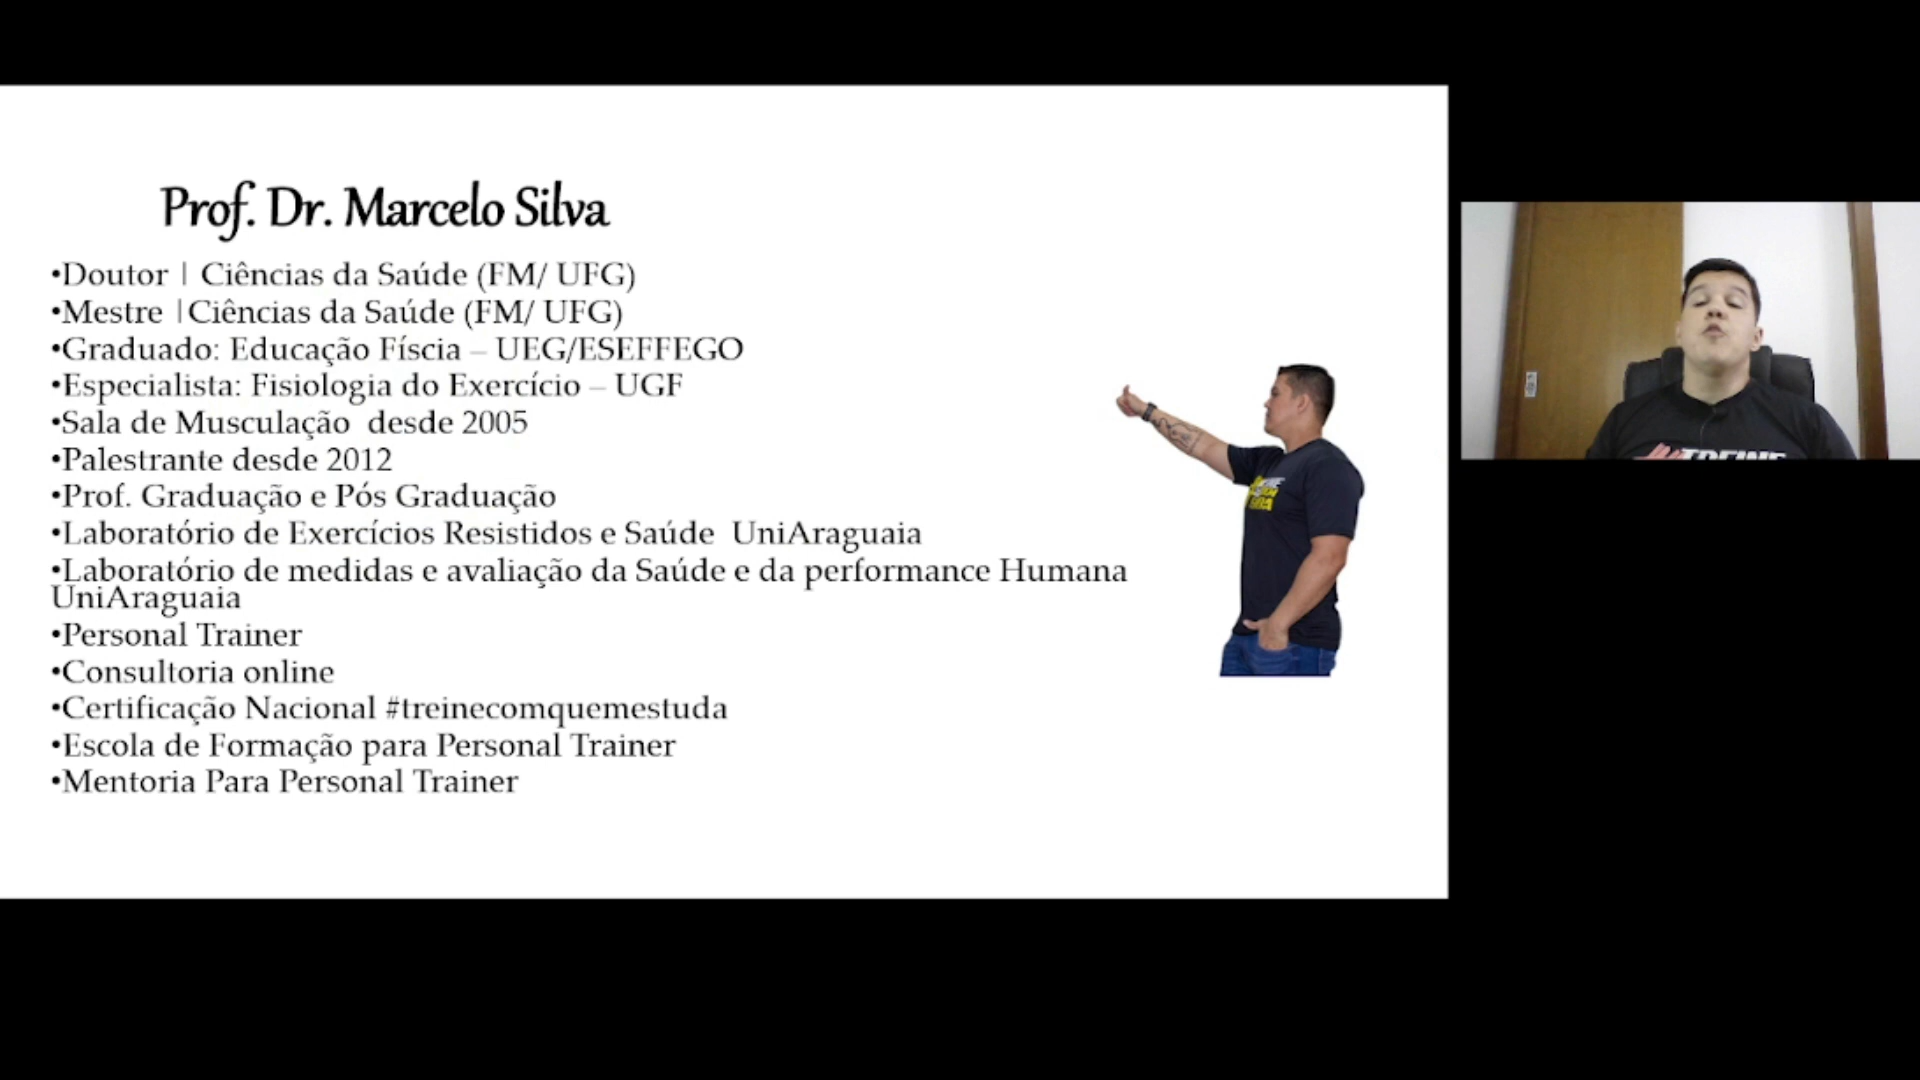 Prof. Dr. Marcelo Silva
•Doutor | Ciências da Saúde (FM/ UFG)
•Mestre |Ciências da Saúde (FM/ UFG)
•Graduado: Educação Físcia – UEG/ESEFFEGO
•Especialista: Fisiologia do Exercício – UGF
•Sala de Musculação  desde 2005
•Palestrante desde 2012
•Prof. Graduação e Pós Graduação
•Laboratório de Exercícios Resistidos e Saúde  UniAraguaia
•Laboratório de medidas e avaliação da Saúde e da performance Humana
UniAraguaia
•Personal Trainer
•Consultoria online
•Certificação Nacional #treinecomquemestuda
•Escola de Formação para Personal Trainer
•Mentoria Para Personal Trainer
TREINE